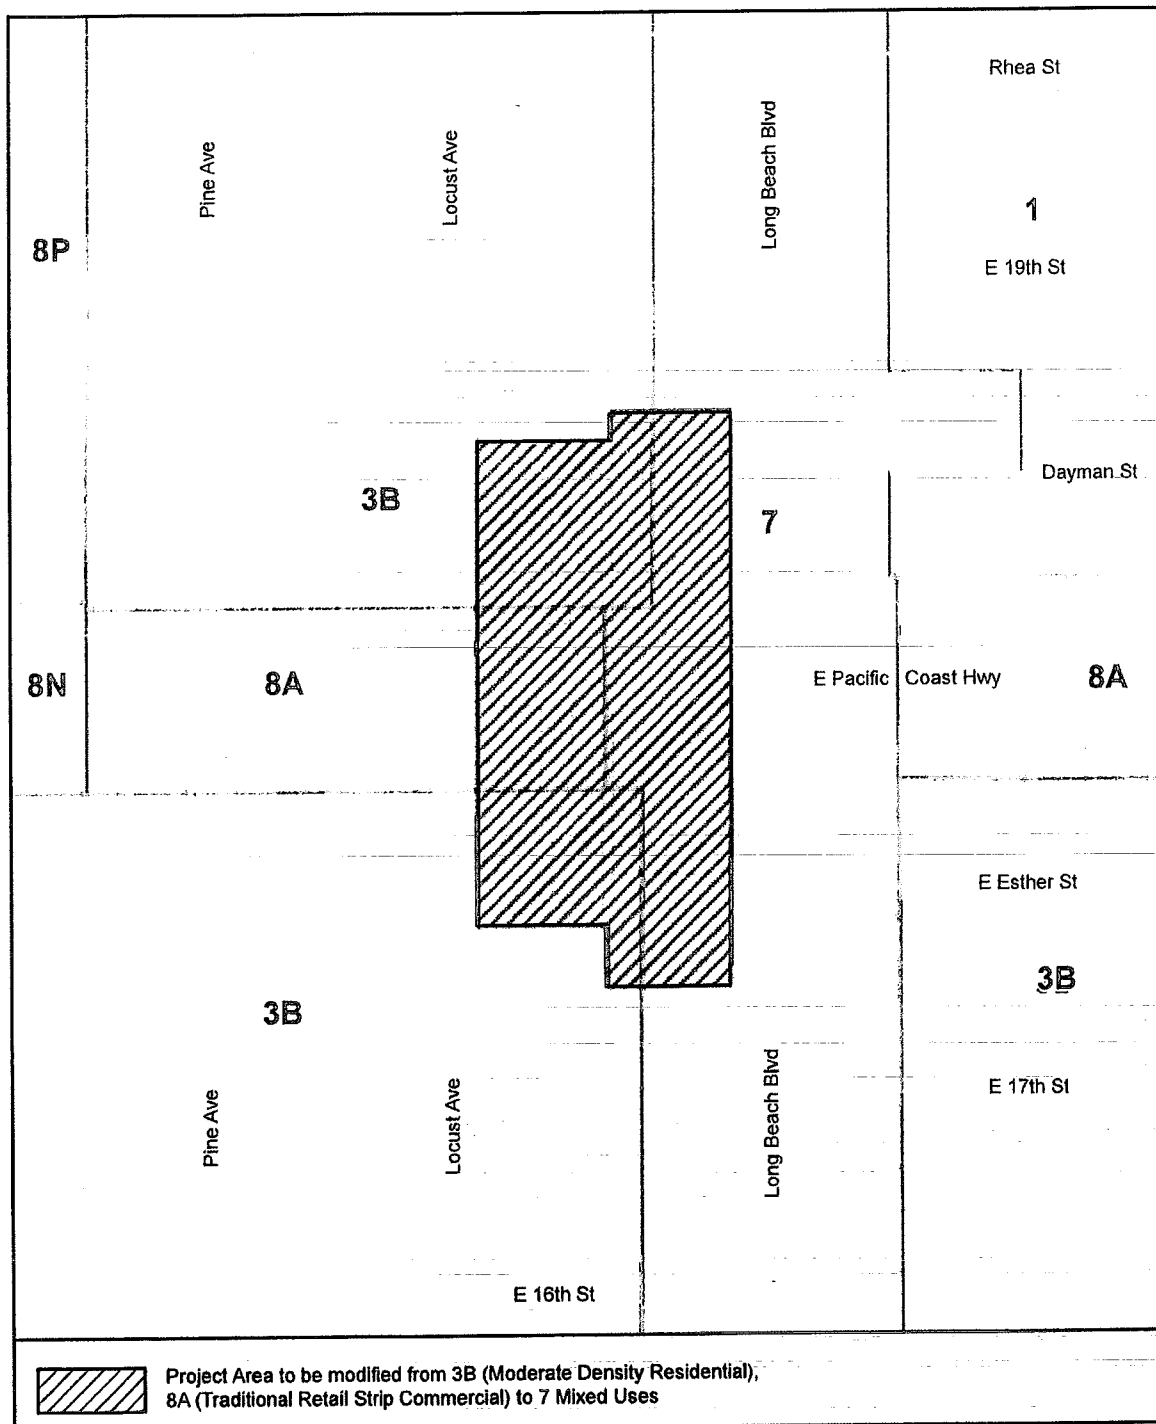 Rhea St
Pine Ave
Locust Ave
Long Beach Blvd
1
8P
E 19th St
Dayman St
3B
7
8N
8A
E Pacific Coast Hwy
8A
E Esther St
3B
3B
Pine Ave
Locust Ave
Long Beach Blvd
E 17th St
E 16th St
Project Area to be modified from 3B (Moderate Density Residential),
8A (Traditional Retail Strip Commercial) to 7 Mixed Uses